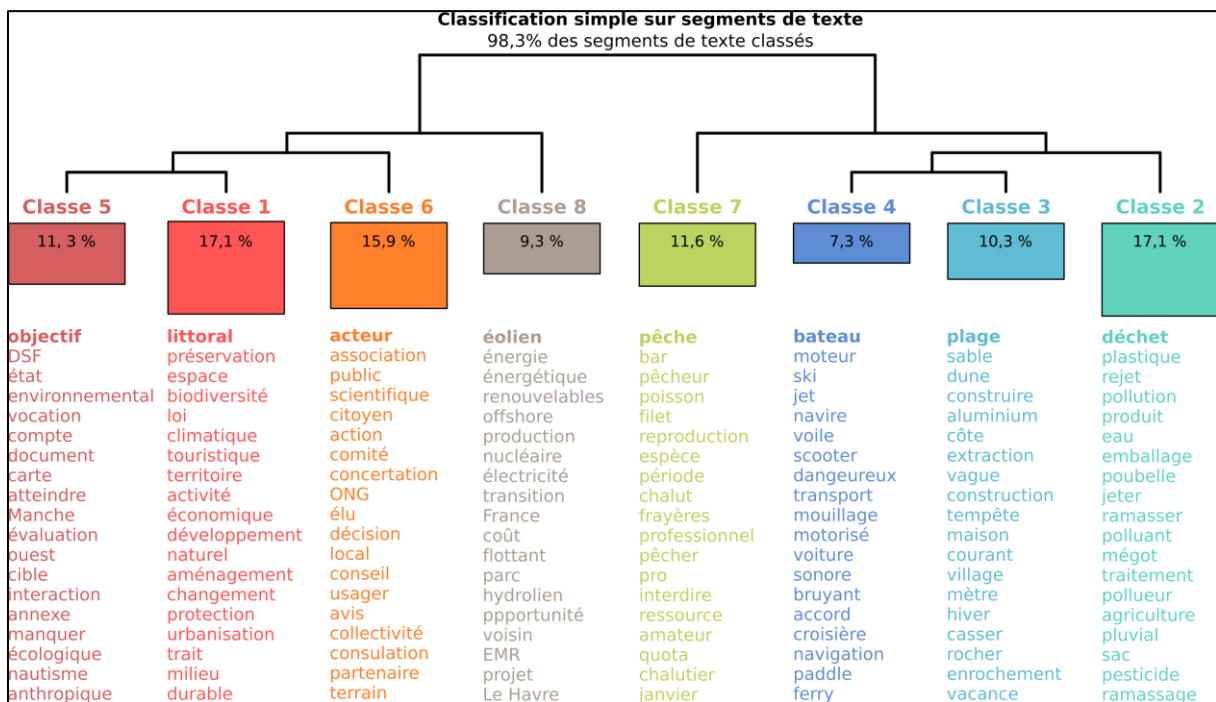 Classification simple sur segments de texte
98,3% des segments de texte classés
Classe 5 Classe 1 Classe 6 Classe 8 Classe 7 Classe 4 Classe 3 Classe 2
11, 3 % 17,1 % 15,9 % 9,3 % 11,6 % 7,3 % 10,3 % 17,1 %
objectif littoral acteur éolien pêche bateau plage déchet
DSF préservation association énergie bar moteur sable plastique
état espace public énergétique pêcheur ski dune rejet
environnemental biodiversité scientifique renouvelables poisson jet construire pollution
vocation loi citoyen offshore filet navire aluminium produit
compte climatique action production reproduction voile côte eau
document touristique comité nucléaire espèce scooter extraction emballage
carte territoire concertation électricité période dangeureux vague poubelle
atteindre activité ONG transition chalut transport construction jeter
Manche économique élu France frayères mouillage tempête ramasser
évaluation développement décision coût professionnel motorisé maison polluant
ouest naturel local flottant pêcher voiture courant mégot
cible aménagement conseil parc pro sonore village traitement
interaction changement usager hydrolien interdire bruyant mètre pollueur
annexe protection avis ppportunité ressource accord hiver agriculture
manquer urbanisation collectivité voisin amateur croisière casser pluvial
écologique trait consulation EMR quota navigation rocher sac
nautisme milieu partenaire projet chalutier paddle enrochement pesticide
anthropique durable terrain Le Havre janvier ferry vacance ramassage